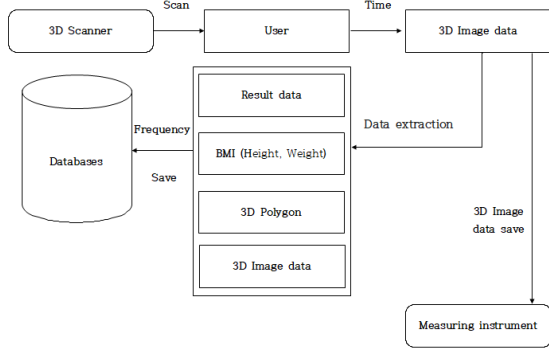 Scan
Time
3D Scanner
User
3D Image data
Result data
Data extraction
Frequency
BMI (Height, Weight)
Databases
Save
3D Polygon
3D Image
data save
3D Image data
Measuring instrument